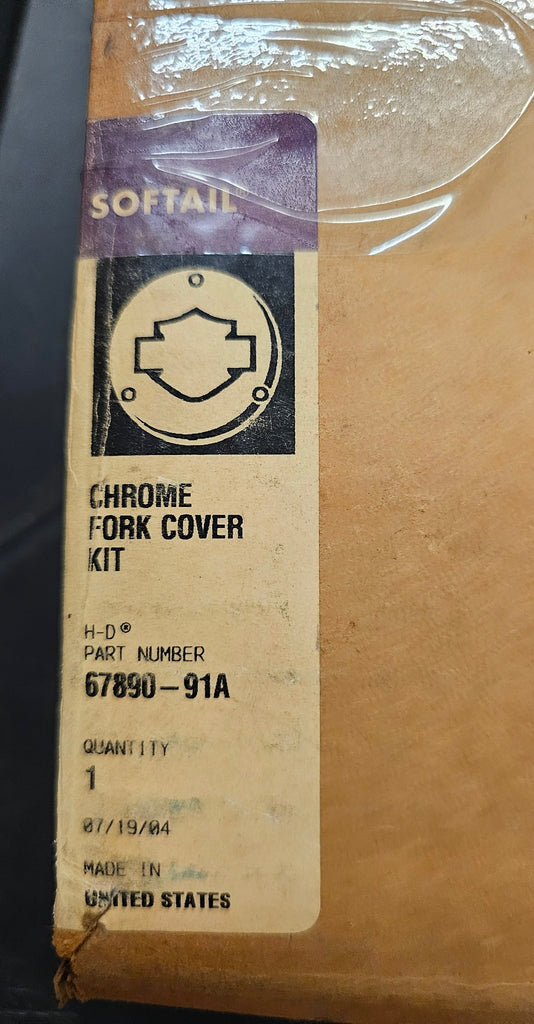 SOFTAIL®
CHROME
FORK COVER
KIT
H-D®
PART NUMBER
67890-91A
QUANTITY
1
07/19/04
MADE IN
UNITED STATES